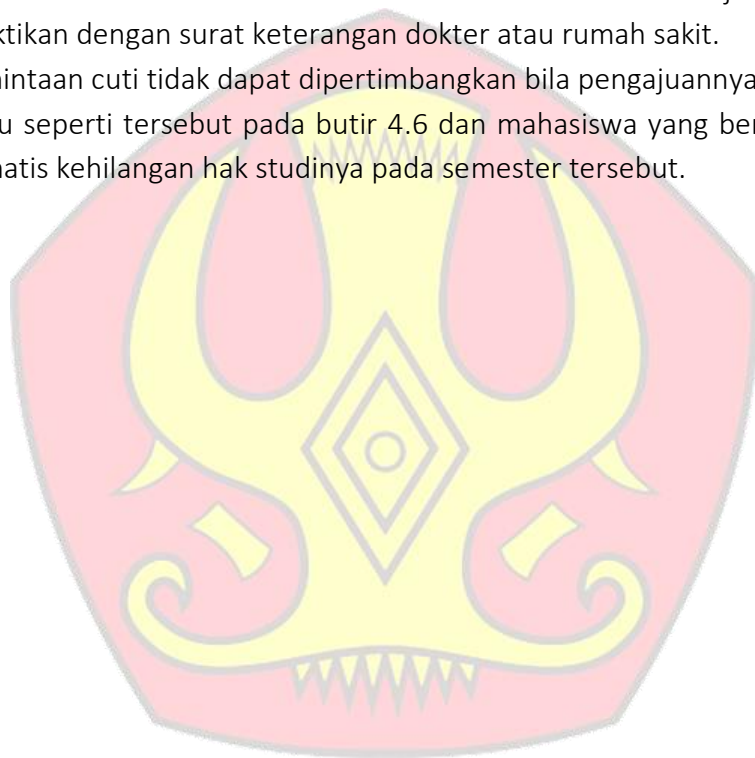 ktikan dengan surat keterangan dokter atau rumah sakit.
intaan cuti tidak dapat dipertimbangkan bila pengajuannya
u seperti tersebut pada butir 4.6 dan mahasiswa yang ber
natis kehilangan hak studinya pada semester tersebut.